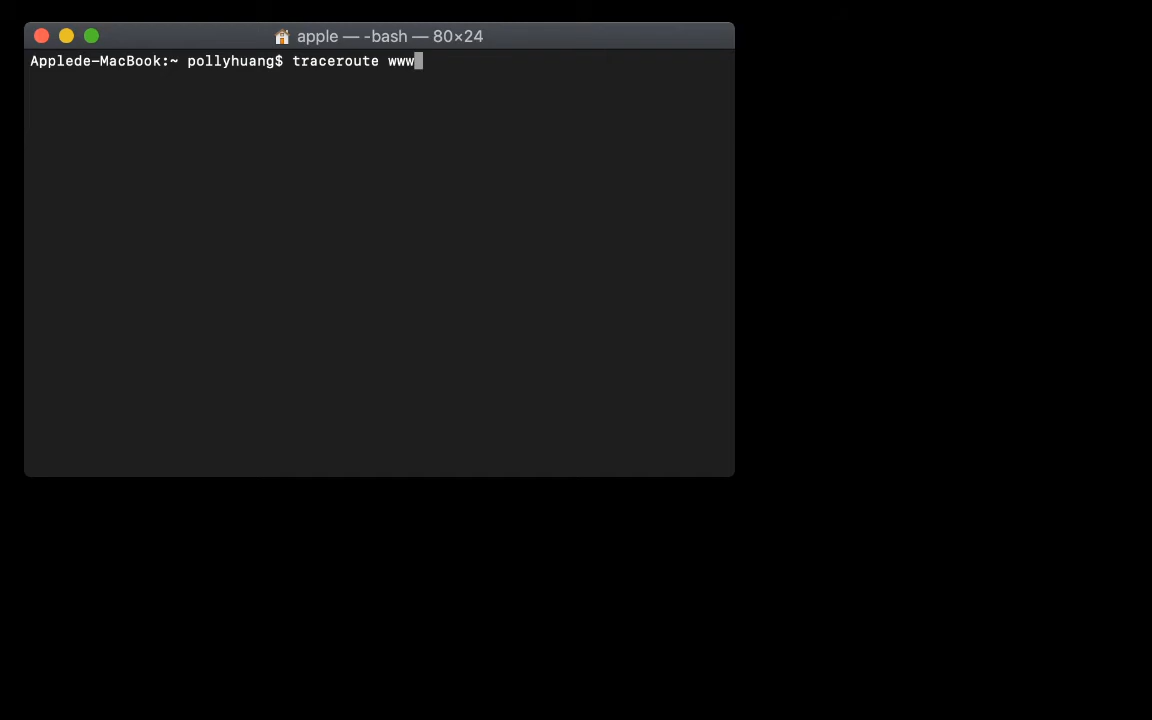 apple — -bash — 80×24
Applede-MacBook:~ pollyhuang$ traceroute www